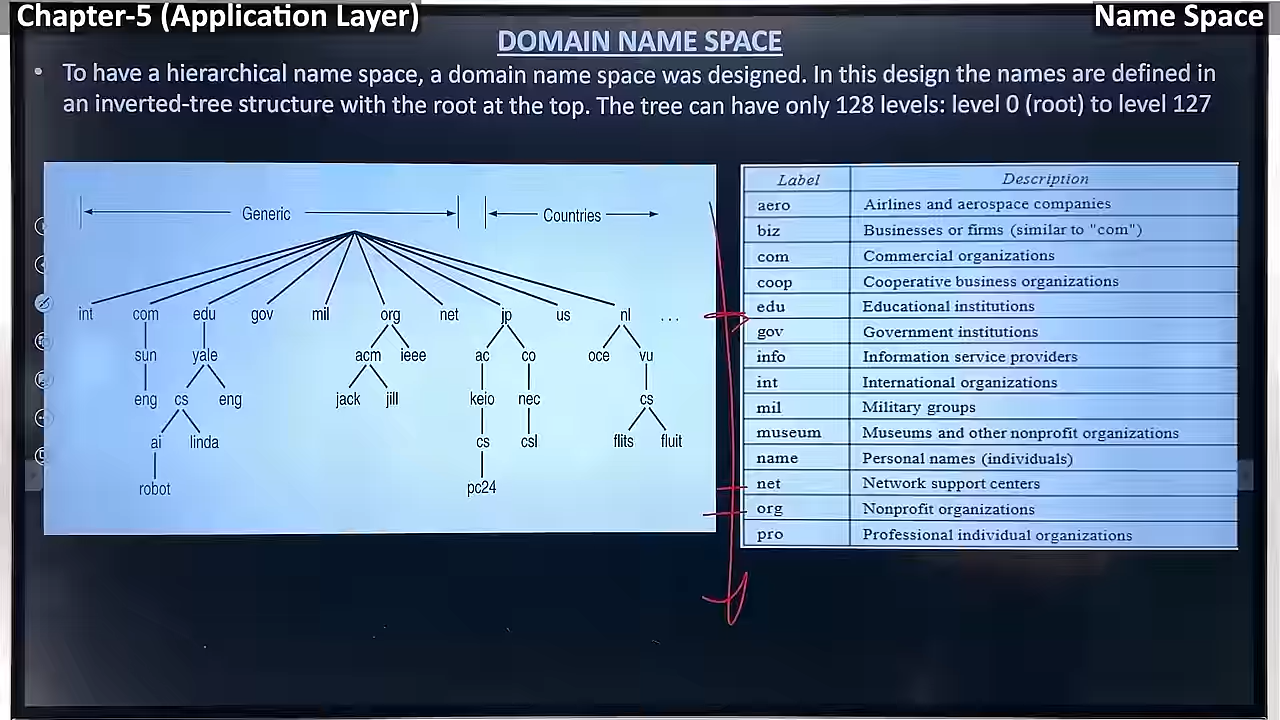 Chapter-5 (Application Layer)
Name Space
DOMAIN NAME SPACE
• To have a hierarchical name space, a domain name space was designed. In this design the names are defined in
an inverted-tree structure with the root at the top. The tree can have only 128 levels: level 0 (root) to level 127
Generic
Countries
int com edu gov mil org net jp us nl ...
sun yale acm ieee ac co oce vu
eng cs eng jack jill keio nec cs
ai linda cs csl flits fluit
robot pc24
Label Description
aero Airlines and aerospace companies
biz Businesses or firms (similar to "com")
com Commercial organizations
coop Cooperative business organizations
edu Educational institutions
gov Government institutions
info Information service providers
int International organizations
mil Military groups
museum Museums and other nonprofit organizations
name Personal names (individuals)
net Network support centers
org Nonprofit organizations
pro Professional individual organizations